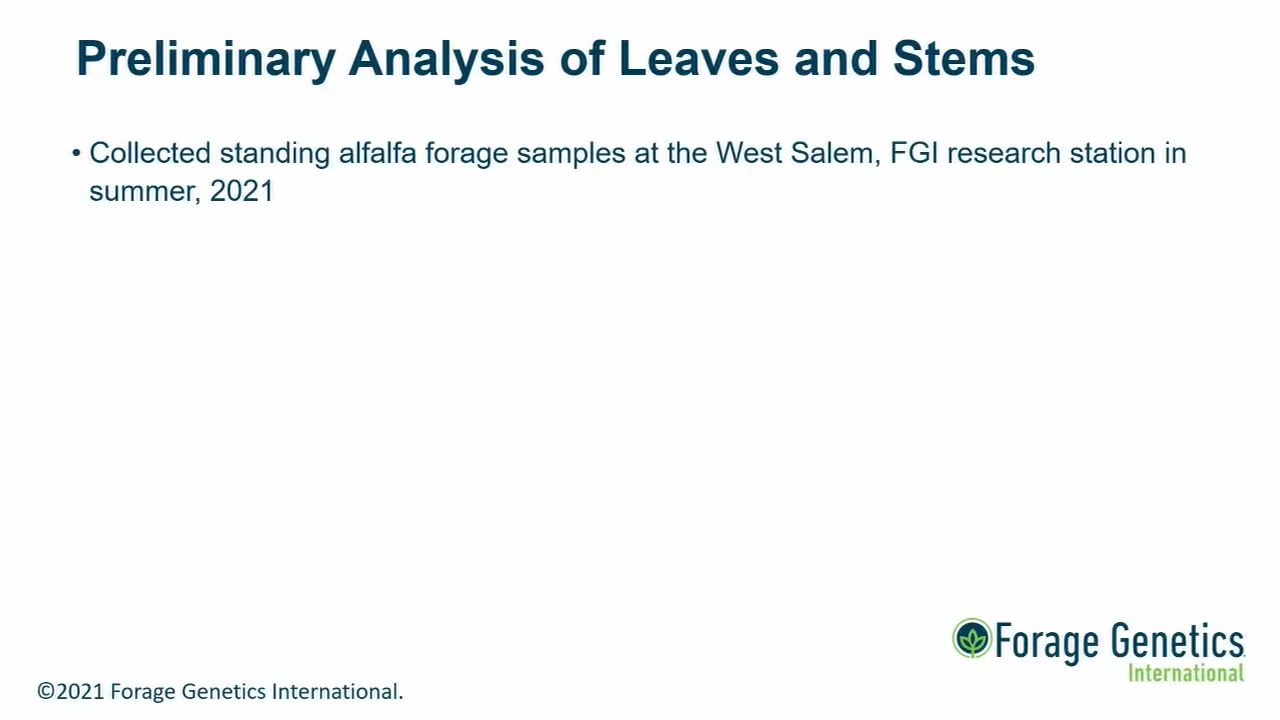 Preliminary Analysis of Leaves and Stems
• Collected standing alfalfa forage samples at the West Salem, FGI research station in
summer, 2021
Forage Genetics
International
©2021 Forage Genetics International.